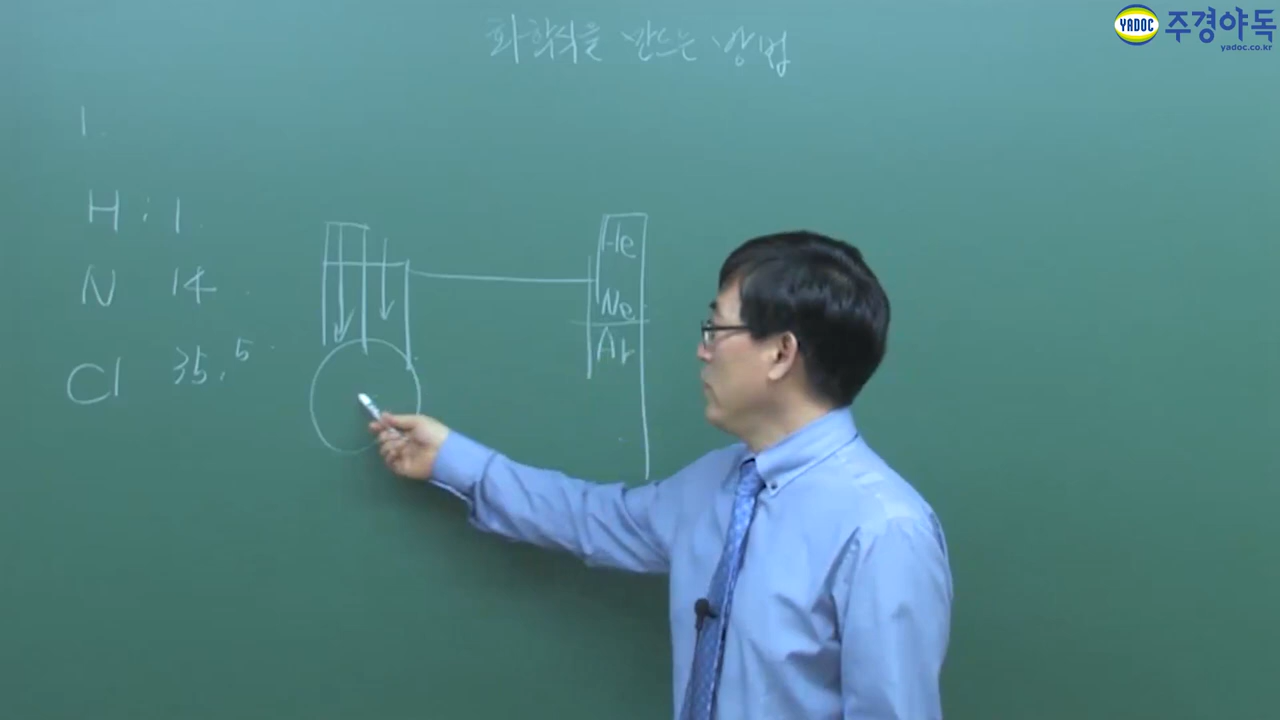 YADOC 주경야독
yadoc.co.kr
화학식을 만드는 방법
1.
H : 1.
N 14
Cl 35.5
He
Ne
Ar